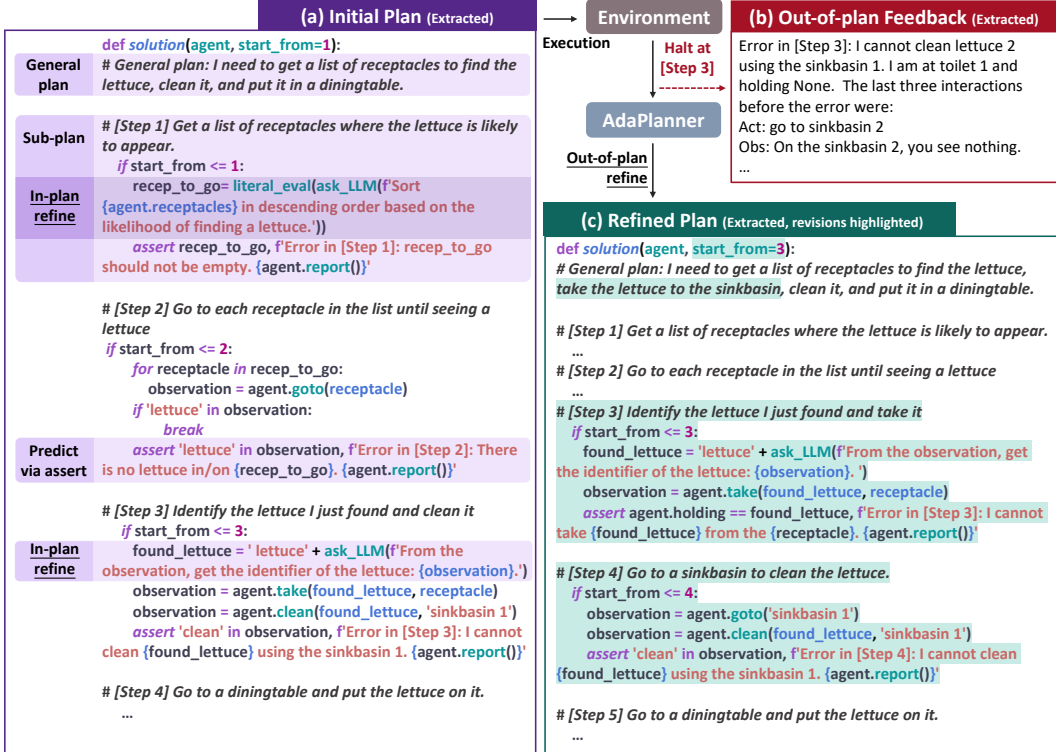 (a) Initial Plan (Extracted)
def solution(agent, start_from=1):
General
plan
# General plan: I need to get a list of receptacles to find the
lettuce, clean it, and put it in a diningtable.
Sub-plan
# [Step 1] Get a list of receptacles where the lettuce is likely
to appear.
if start_from <= 1:
In-plan
refine
recep_to_go= literal_eval(ask_LLM(f'Sort
{agent.receptacles} in descending order based on the
likelihood of finding a lettuce.'))
assert recep_to_go, f'Error in [Step 1]: recep_to_go
should not be empty. {agent.report()}'
# [Step 2] Go to each receptacle in the list until seeing a
lettuce
if start_from <= 2:
for receptacle in recep_to_go:
observation = agent.goto(receptacle)
if 'lettuce' in observation:
break
Predict
via assert
assert 'lettuce' in observation, f'Error in [Step 2]: There
is no lettuce in/on {recep_to_go}. {agent.report()}'
# [Step 3] Identify the lettuce I just found and clean it
if start_from <= 3:
In-plan
refine
found_lettuce = ' lettuce' + ask_LLM(f'From the
observation, get the identifier of the lettuce: {observation}.')
observation = agent.take(found_lettuce, receptacle)
observation = agent.clean(found_lettuce, 'sinkbasin 1')
assert 'clean' in observation, f'Error in [Step 3]: I cannot
clean {found_lettuce} using the sinkbasin 1. {agent.report()}'
# [Step 4] Go to a diningtable and put the lettuce on it.
...
Environment
Execution
Halt at
[Step 3]
AdaPlanner
Out-of-plan
refine
(b) Out-of-plan Feedback (Extracted)
Error in [Step 3]: I cannot clean lettuce 2
using the sinkbasin 1. I am at toilet 1 and
holding None. The last three interactions
before the error were:
Act: go to sinkbasin 2
Obs: On the sinkbasin 2, you see nothing.
...
(c) Refined Plan (Extracted, revisions highlighted)
def solution(agent, start_from=3):
# General plan: I need to get a list of receptacles to find the lettuce,
take the lettuce to the sinkbasin, clean it, and put it in a diningtable.
# [Step 1] Get a list of receptacles where the lettuce is likely to appear.
...
# [Step 2] Go to each receptacle in the list until seeing a lettuce
...
# [Step 3] Identify the lettuce I just found and take it
if start_from <= 3:
found_lettuce = 'lettuce' + ask_LLM(f'From the observation, get
the identifier of the lettuce: {observation}. ')
observation = agent.take(found_lettuce, receptacle)
assert agent.holding == found_lettuce, f'Error in [Step 3]: I cannot
take {found_lettuce} from the {receptacle}. {agent.report()}'
# [Step 4] Go to a sinkbasin to clean the lettuce.
if start_from <= 4:
observation = agent.goto('sinkbasin 1')
observation = agent.clean(found_lettuce, 'sinkbasin 1')
assert 'clean' in observation, f'Error in [Step 4]: I cannot clean
{found_lettuce} using the sinkbasin 1. {agent.report()}'
# [Step 5] Go to a diningtable and put the lettuce on it.
...